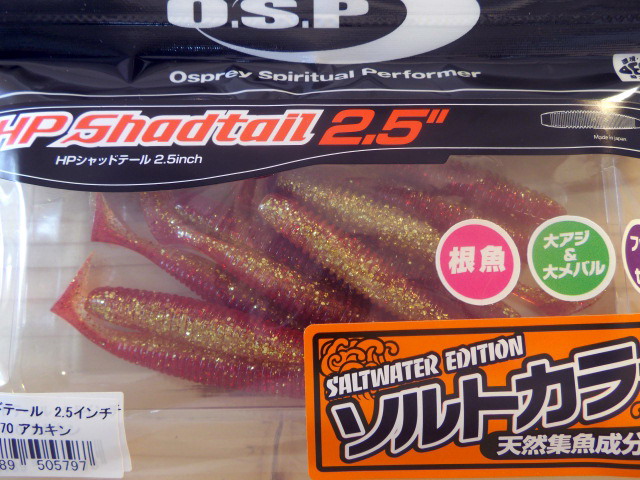 O.S.P
Osprey Spiritual Performer
HP Shadtail 2.5"
HPシャッドテール 2.5inch
Made in Japan
根魚
大アジ
&
大メバル
SALTWATER EDITION
ソルトカラ
天然集魚成分
ドテール 2.5インチ
70 アカキン
89 505797